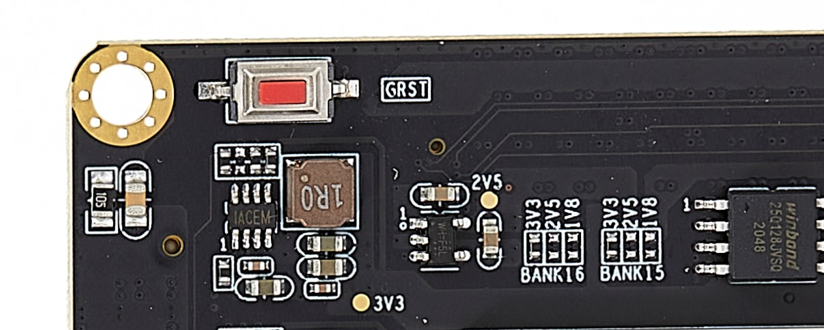 GRST
105
1R0
IACEM
1
2V5
1
3V3
3V3
2V5
1V8
BANK16
3V3
2V5
1V8
BANK15
1
winbond
25Q128JVSQ
2048